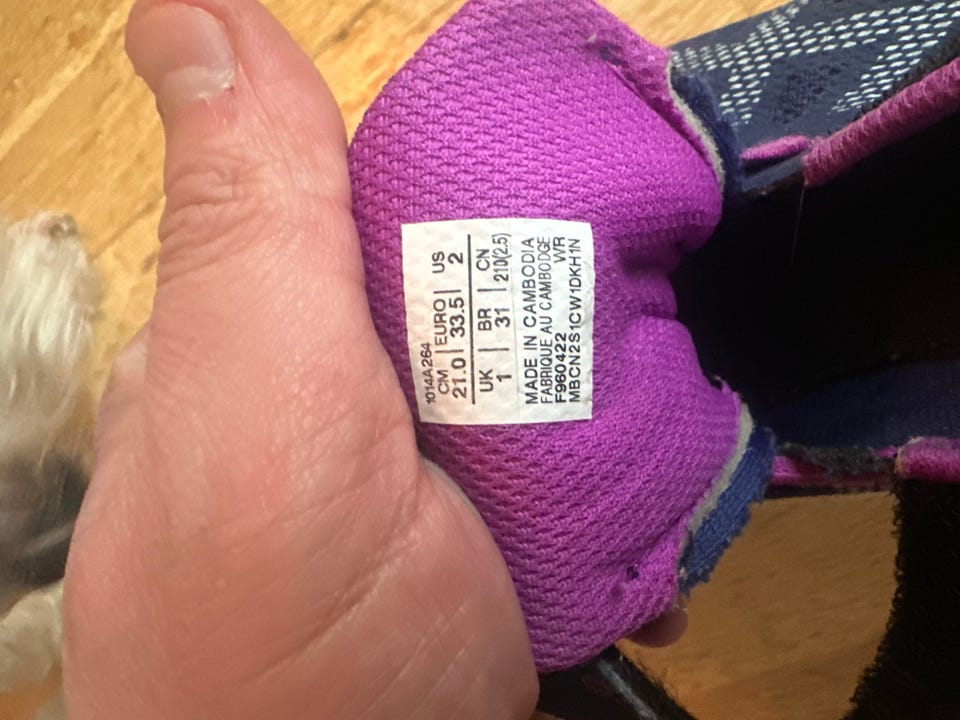 1014A264
CM | EURO | US
21.0 | 33.5 | 2
UK | BR | CN
1 | 31 | 210(2.5)
MADE IN CAMBODIA
FABRIQUE AU CAMBODGE
F960422 WR
MBCN2S1CW1DKH1N